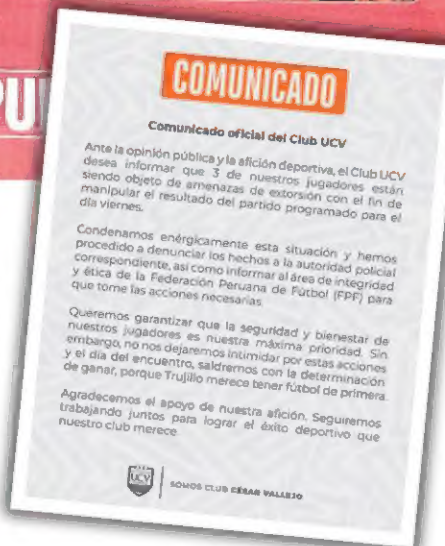 PU
COMUNICADO
Comunicado oficial del Club UCV
Ante la opinión pública y la afición deportiva, el Club UCV
desea informar que 3 de nuestros jugadores están
siendo objeto de amenazas de extorsión con el fin de
manipular el resultado del partido programado para el
día viernes.
Condenamos enérgicamente esta situación y hemos
procedido a denunciar los hechos a la autoridad policial
correspondiente, así como informar al área de integridad
y ética de la Federación Peruana de Fútbol (FPF) para
que tome las acciones necesarias.
Queremos garantizar que la seguridad y bienestar de
nuestros jugadores es nuestra máxima prioridad. Sin
embargo, no nos dejaremos intimidar por estas acciones
y el día del encuentro, saldremos con la determinación
de ganar, porque Trujillo merece tener fútbol de primera.
Agradecemos el apoyo de nuestra afición. Seguiremos
trabajando juntos para lograr el éxito deportivo que
nuestro club merece.
UCV
SOMOS CLUB CÉSAR VALLEJO